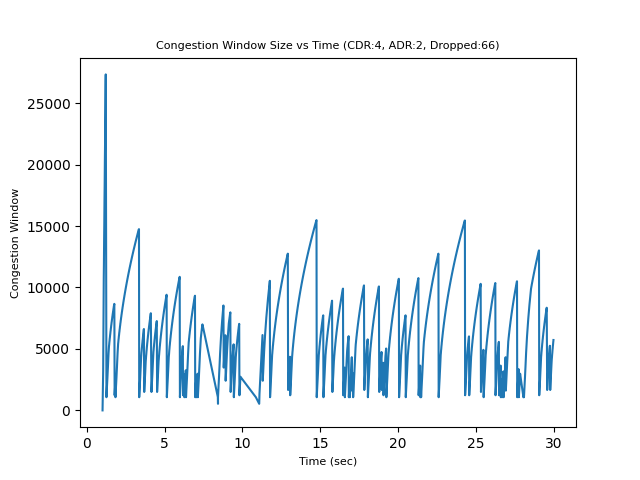 Congestion Window Size vs Time (CDR:4, ADR:2, Dropped:66)
25000
20000
15000
10000
5000
0
Congestion Window
0 5 10 15 20 25 30
Time (sec)